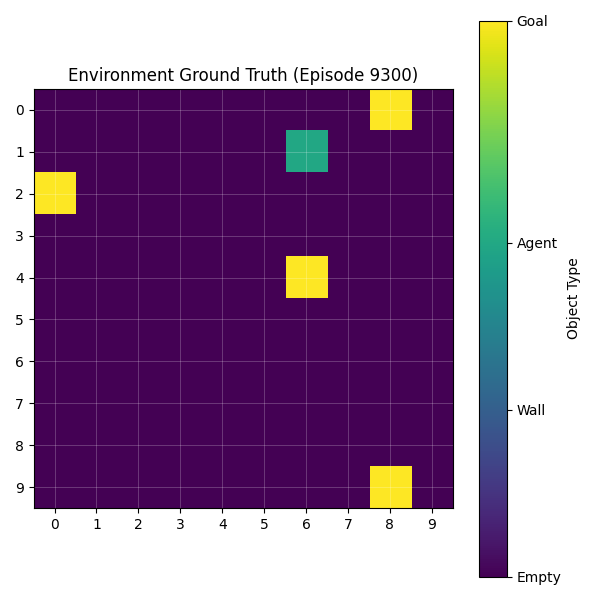 Environment Ground Truth (Episode 9300)
0
1
2
3
4
5
6
7
8
9
0 1 2 3 4 5 6 7 8 9
Goal
Agent
Wall
Empty
Object Type